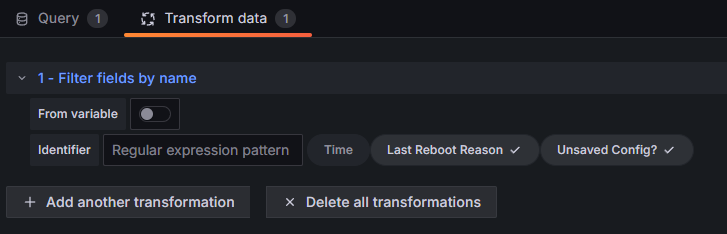 Query 1 Transform data 1
1 - Filter fields by name
From variable
Identifier Regular expression pattern Time Last Reboot Reason Unsaved Config?
Add another transformation Delete all transformations